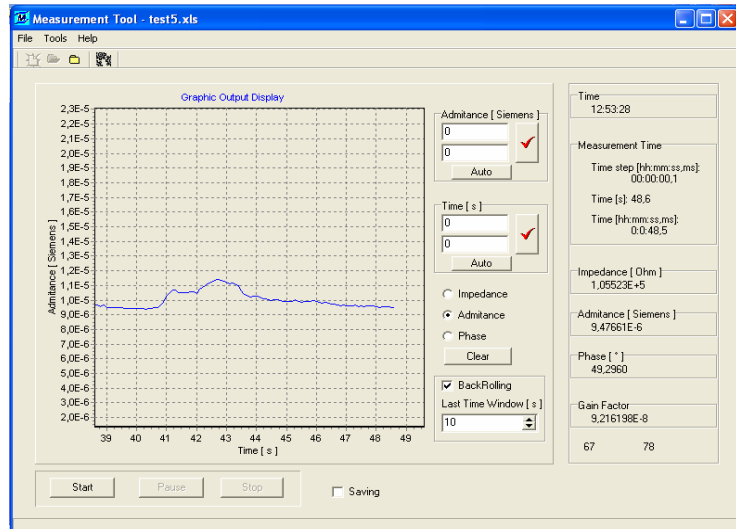 Measurement Tool - test5.xls
File Tools Help
Graphic Output Display
2,3E-5
2,2E-5
2,1E-5
2,0E-5
1,9E-5
1,8E-5
1,7E-5
1,6E-5
1,5E-5
1,4E-5
1,3E-5
1,2E-5
1,1E-5
1,0E-5
9,0E-6
8,0E-6
7,0E-6
6,0E-6
5,0E-6
4,0E-6
3,0E-6
2,0E-6
Admitance [ Siemens ]
39 40 41 42 43 44 45 46 47 48 49
Time [ s ]
Admitance [ Siemens ]
0
0
Auto
Time [ s ]
0
0
Auto
Impedance
Admitance
Phase
Clear
BackRolling
Last Time Window [ s ]
10
Time
12:53:28
Measurement Time
Time step [hh:mm:ss,ms]:
00:00:00,1
Time [s]: 48,6
Time [hh:mm:ss,ms]:
0:0:48,5
Impedance [ Ohm ]
1,05523E+5
Admitance [ Siemens ]
9,47661E-6
Phase [ ° ]
49,2960
Gain Factor
9,216198E-8
67 78
Start Pause Stop Saving